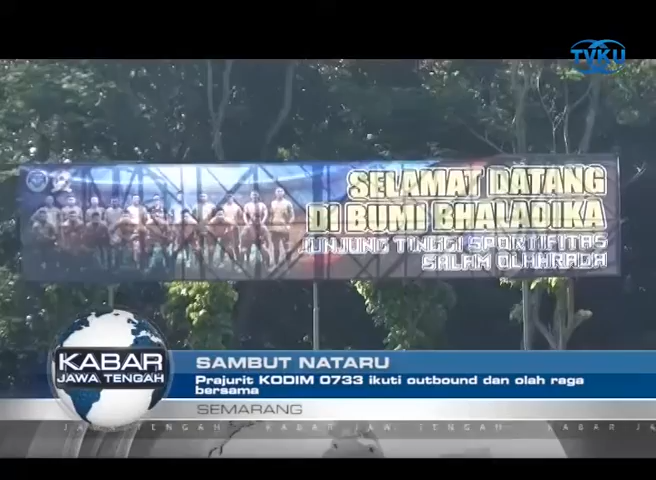 TVKU
SELAMAT DATANG
DI BUMI BHALADIKA
JUNJUNG TINGGI SPORTIFITAS
SALAM OLAHRAGA
KABAR
JAWA TENGAH
SAMBUT NATARU
Prajurit KODIM 0733 ikuti outbound dan olah raga
bersama
SEMARANG